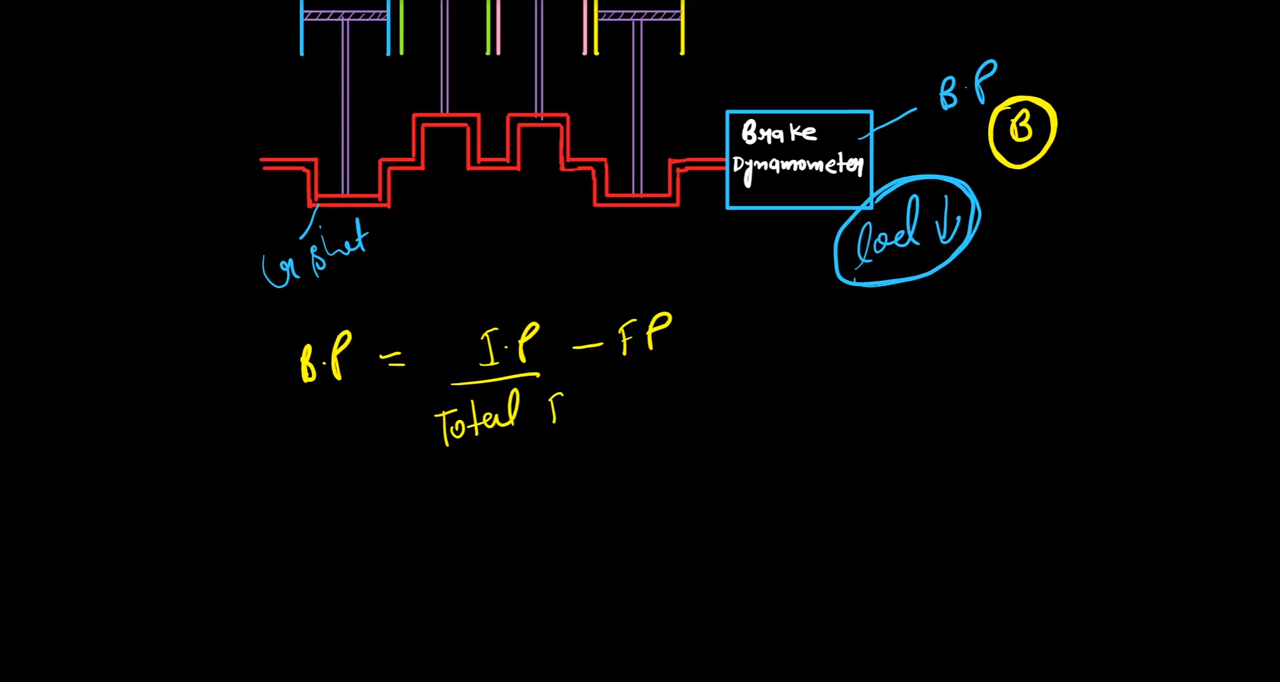 B.P
B
Brake
Dynamometer
load ↓
B.P = I.P - FP
Total